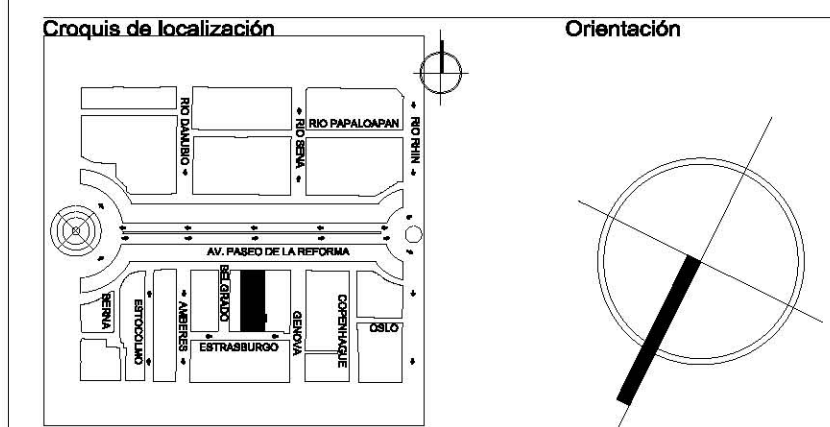 Croquis de localización
Orientación
RIO DANUBIO
RIO SENA
RIO PAPALOAPAN
RIO RHIN
AV. PASEO DE LA REFORMA
BERNA
ESTOCOLMO
AMBERES
BELGRADO
ESTRASBURGO
GENOVA
COPENHAGUE
OSLO